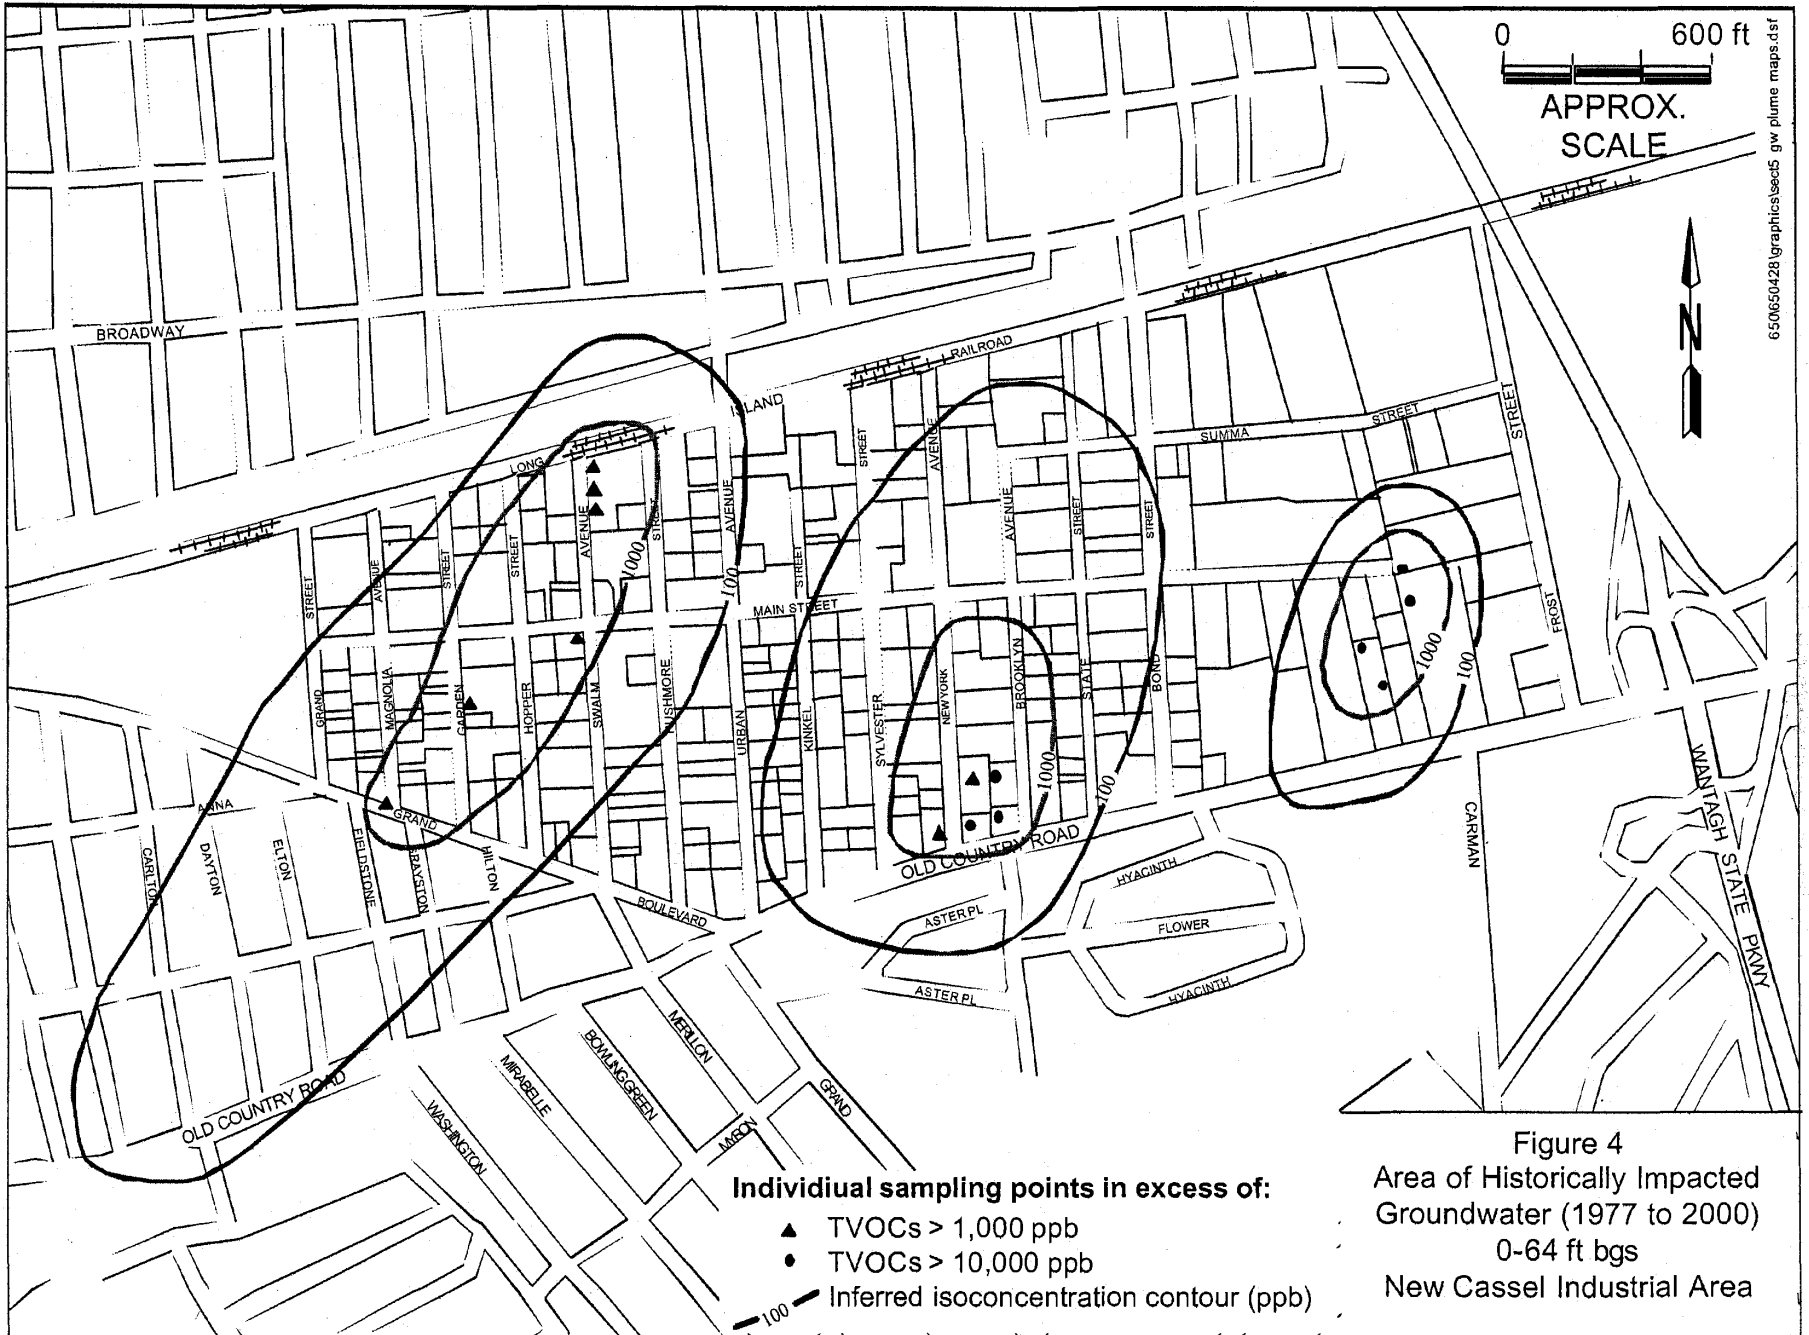 0 600 ft
APPROX.
SCALE
650\650428\graphics\sect5 gw plume maps.dsf
N
BROADWAY
LONG
ISLAND
RAILROAD
SUMMA
STREET
STREET
FROST
STREET
AVENUE
STREET
STREET
AVENUE
STREET
AVENUE
STREET
STREET
AVENUE
AVENUE
STREET
STREET
MAIN STREET
1000
100
GRAND
MAGNOLIA
GARDEN
HOPPER
SWALM
RUSHMORE
URBAN
KINKEL
SYLVESTER
NEW YORK
BROOKLYN
STATE
BOND
1000
100
1000
100
ANNA
GRAND
BOULEVARD
CARLTON
DAYTON
ELTON
FIELDSTONE
GRAYSTON
HILTON
OLD COUNTRY ROAD
HYACINTH
ASTER PL
FLOWER
ASTER PL
HYACINTH
CARMAN
WANTAGH STATE PKWY
OLD COUNTRY ROAD
WASHINGTON
MIRABELLE
BOWLING GREEN
MERILLON
MYRON
GRAND
Individiual sampling points in excess of:
TVOCs > 1,000 ppb
TVOCs > 10,000 ppb
100 Inferred isoconcentration contour (ppb)
Figure 4
Area of Historically Impacted
Groundwater (1977 to 2000)
0-64 ft bgs
New Cassel Industrial Area